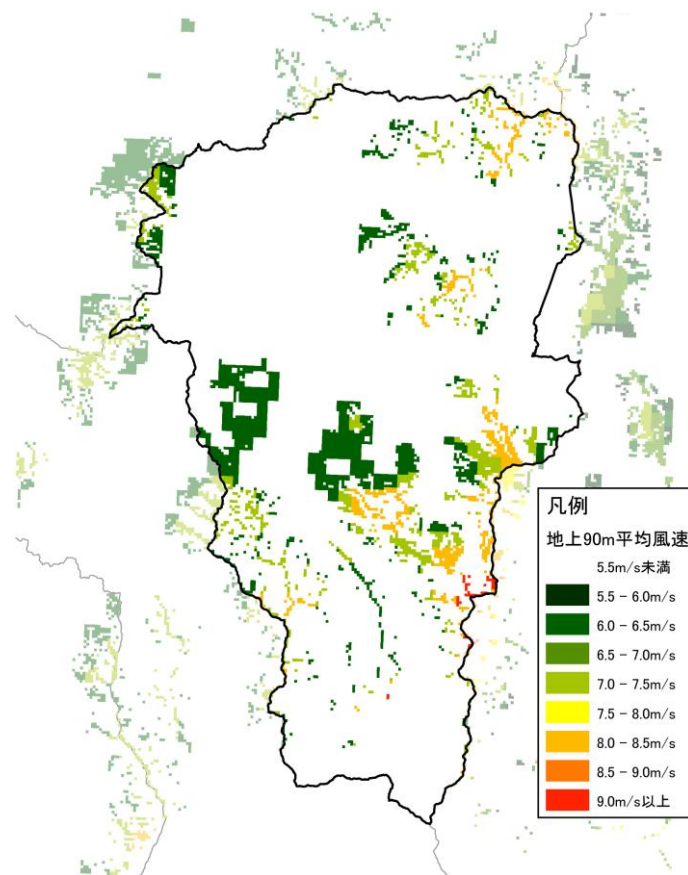 凡例
地上90m平均風速
5.5m/s未満
5.5 – 6.0m/s
6.0 – 6.5m/s
6.5 – 7.0m/s
7.0 – 7.5m/s
7.5 – 8.0m/s
8.0 – 8.5m/s
8.5 – 9.0m/s
9.0m/s以上